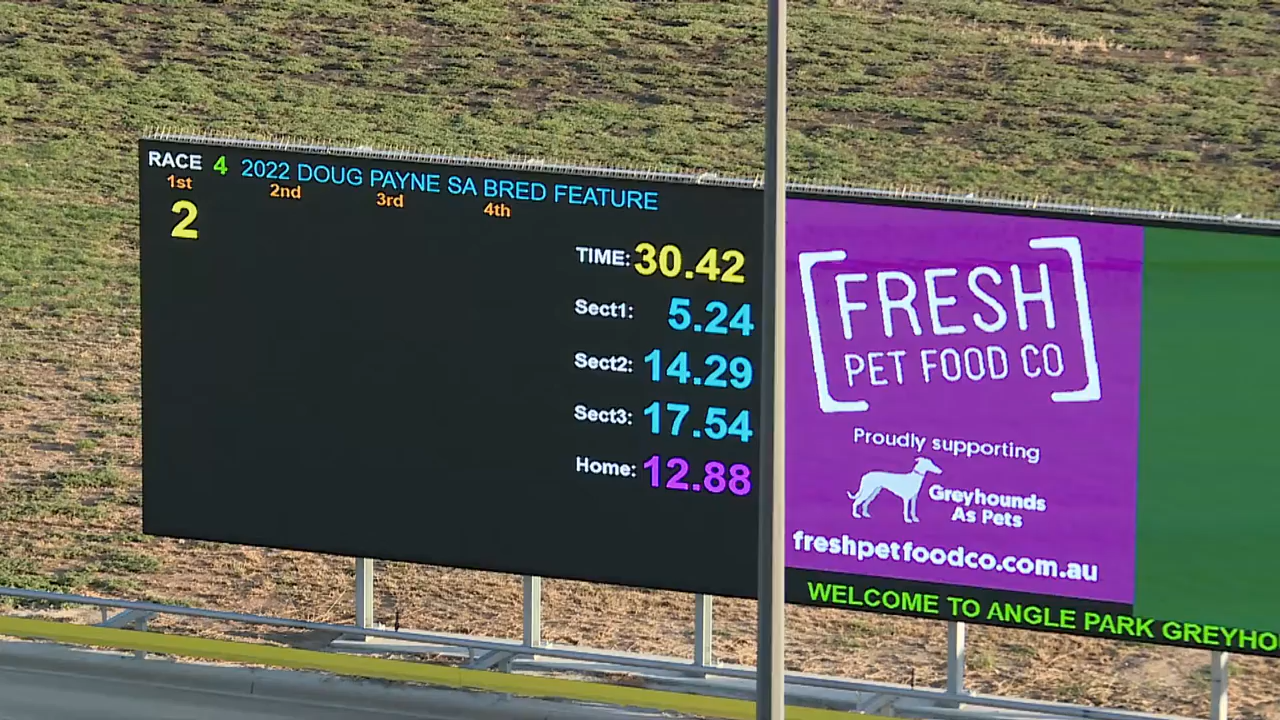 RACE 4 2022 DOUG PAYNE SA BRED FEATURE
1st 2nd 3rd 4th
2
TIME: 30.42
Sect1: 5.24
Sect2: 14.29
Sect3: 17.54
Home: 12.88
FRESH
PET FOOD CO
Proudly supporting
Greyhounds
As Pets
freshpetfoodco.com.au
WELCOME TO ANGLE PARK GREYHO